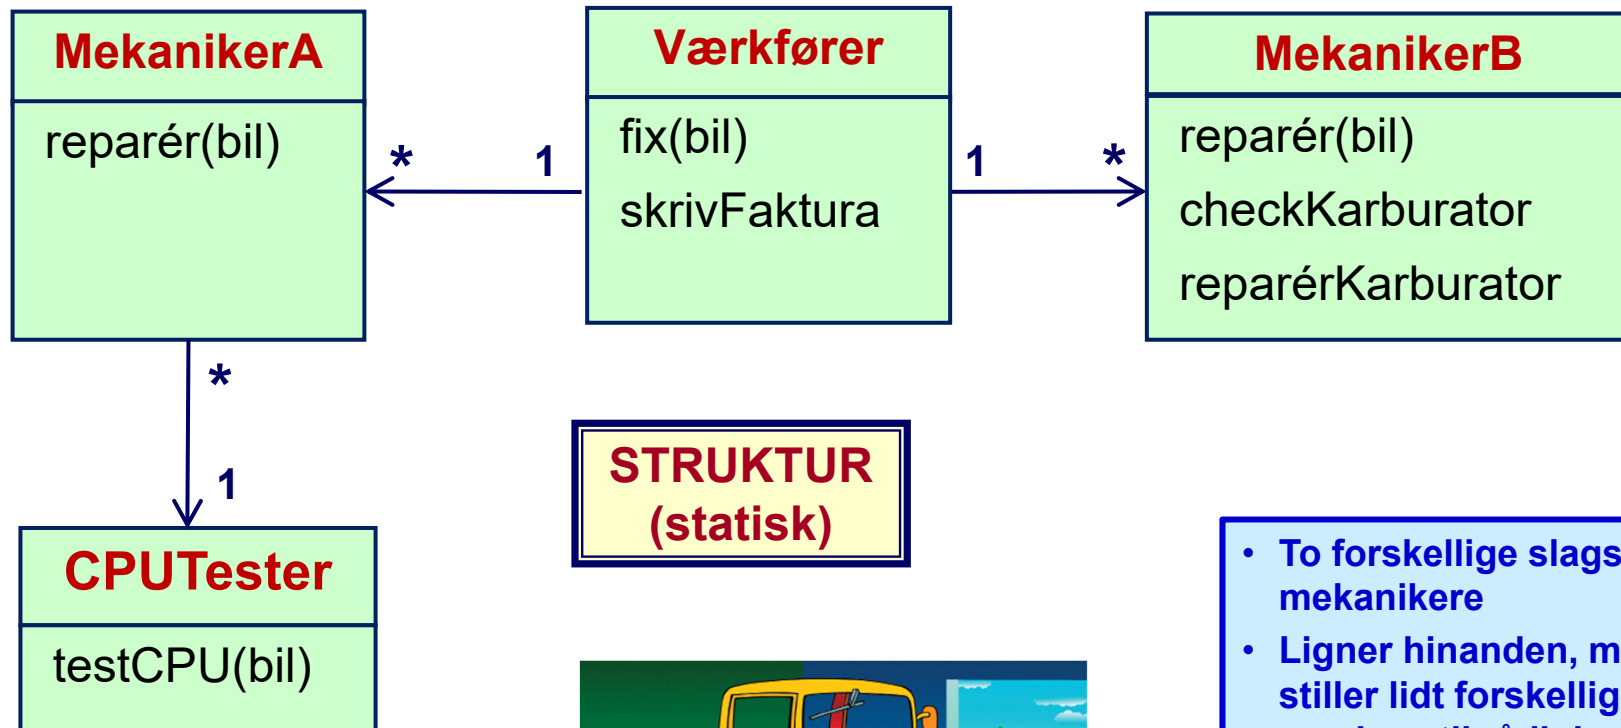 MekanikerA
reparér(bil)
*
1
Værkfører
fix(bil)
skrivFaktura
1
*
MekanikerB
reparér(bil)
checkKarburator
reparérKarburator
*
1
CPUTester
testCPU(bil)
STRUKTUR
(statisk)
• To forskellige slags
mekanikere
• Ligner hinanden, m
stiller lidt forskellig